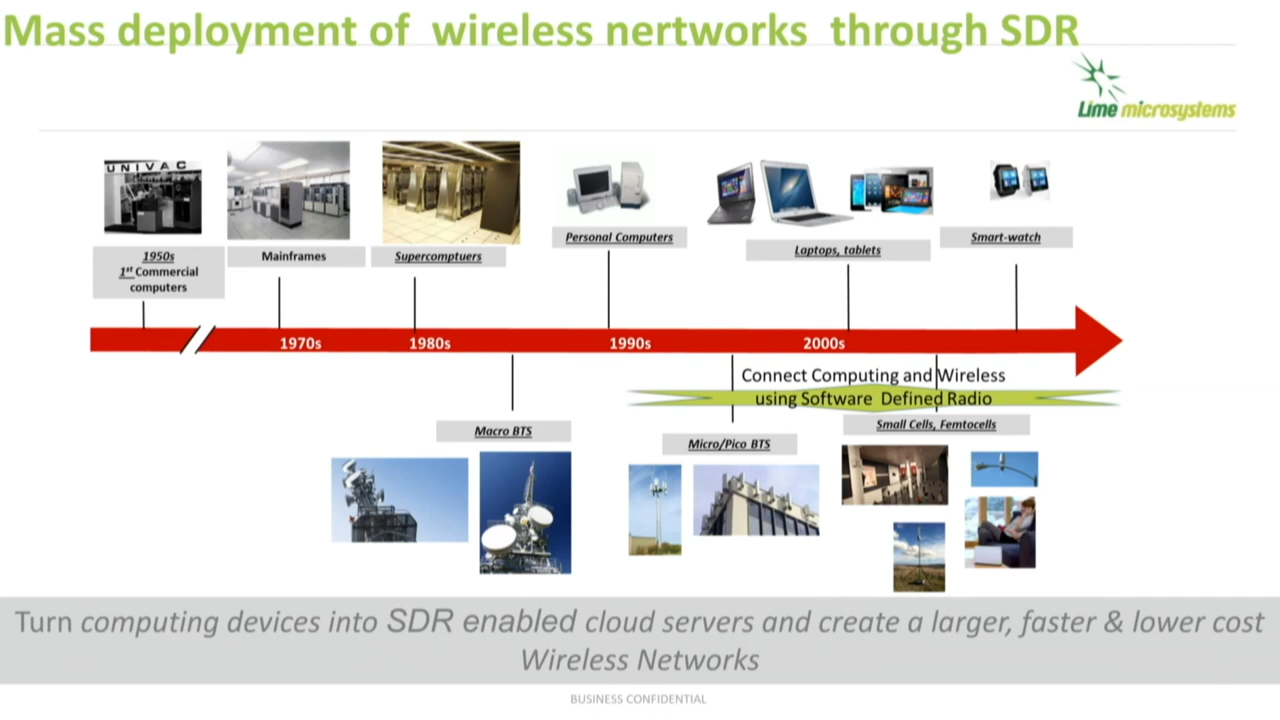 Mass deployment of wireless nertworks through SDR
Lime microsystems
UNIVAC
1950s
1st Commercial
computers
Mainframes
Supercomptuers
Personal Computers
Laptops, tablets
Smart-watch
1970s
1980s
1990s
2000s
Connect Computing and Wireless
using Software Defined Radio
Macro BTS
Micro/Pico BTS
Small Cells, Femtocells
Turn computing devices into SDR enabled cloud servers and create a larger, faster & lower cost
Wireless Networks
BUSINESS CONFIDENTIAL